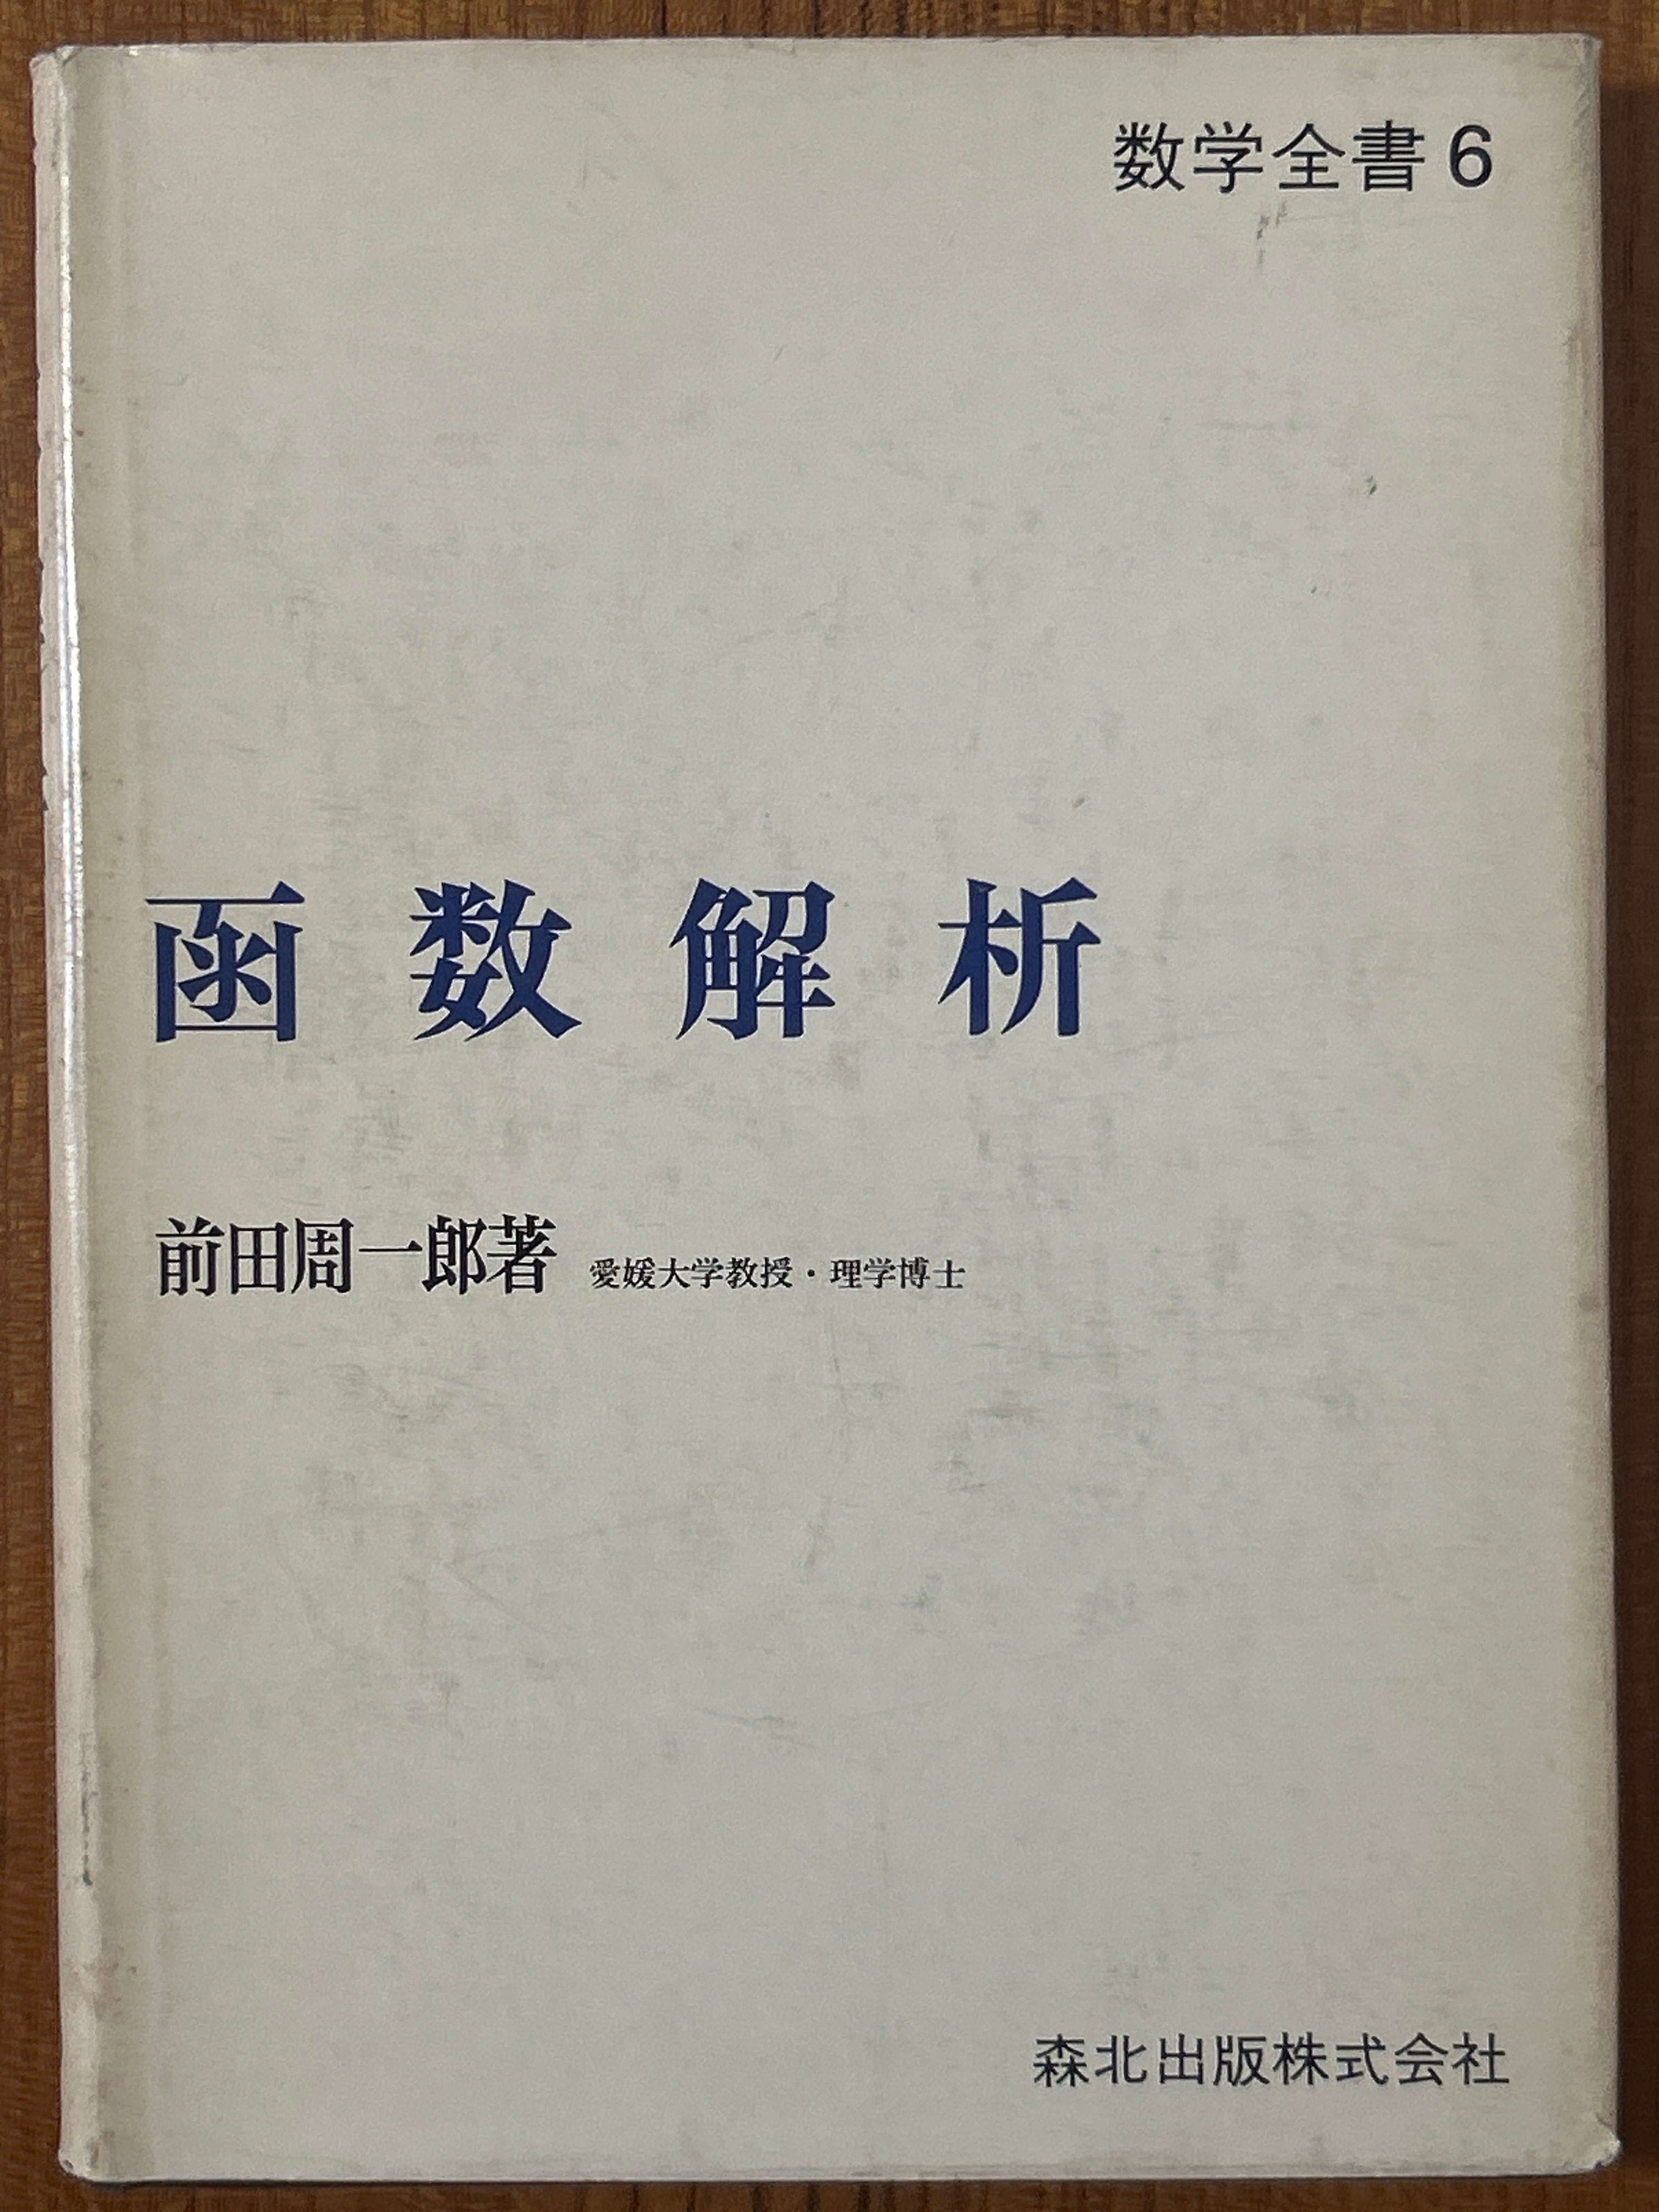 数学全書6
函数解析
前田周一郎著 愛媛大学教授・理学博士
森北出版株式会社